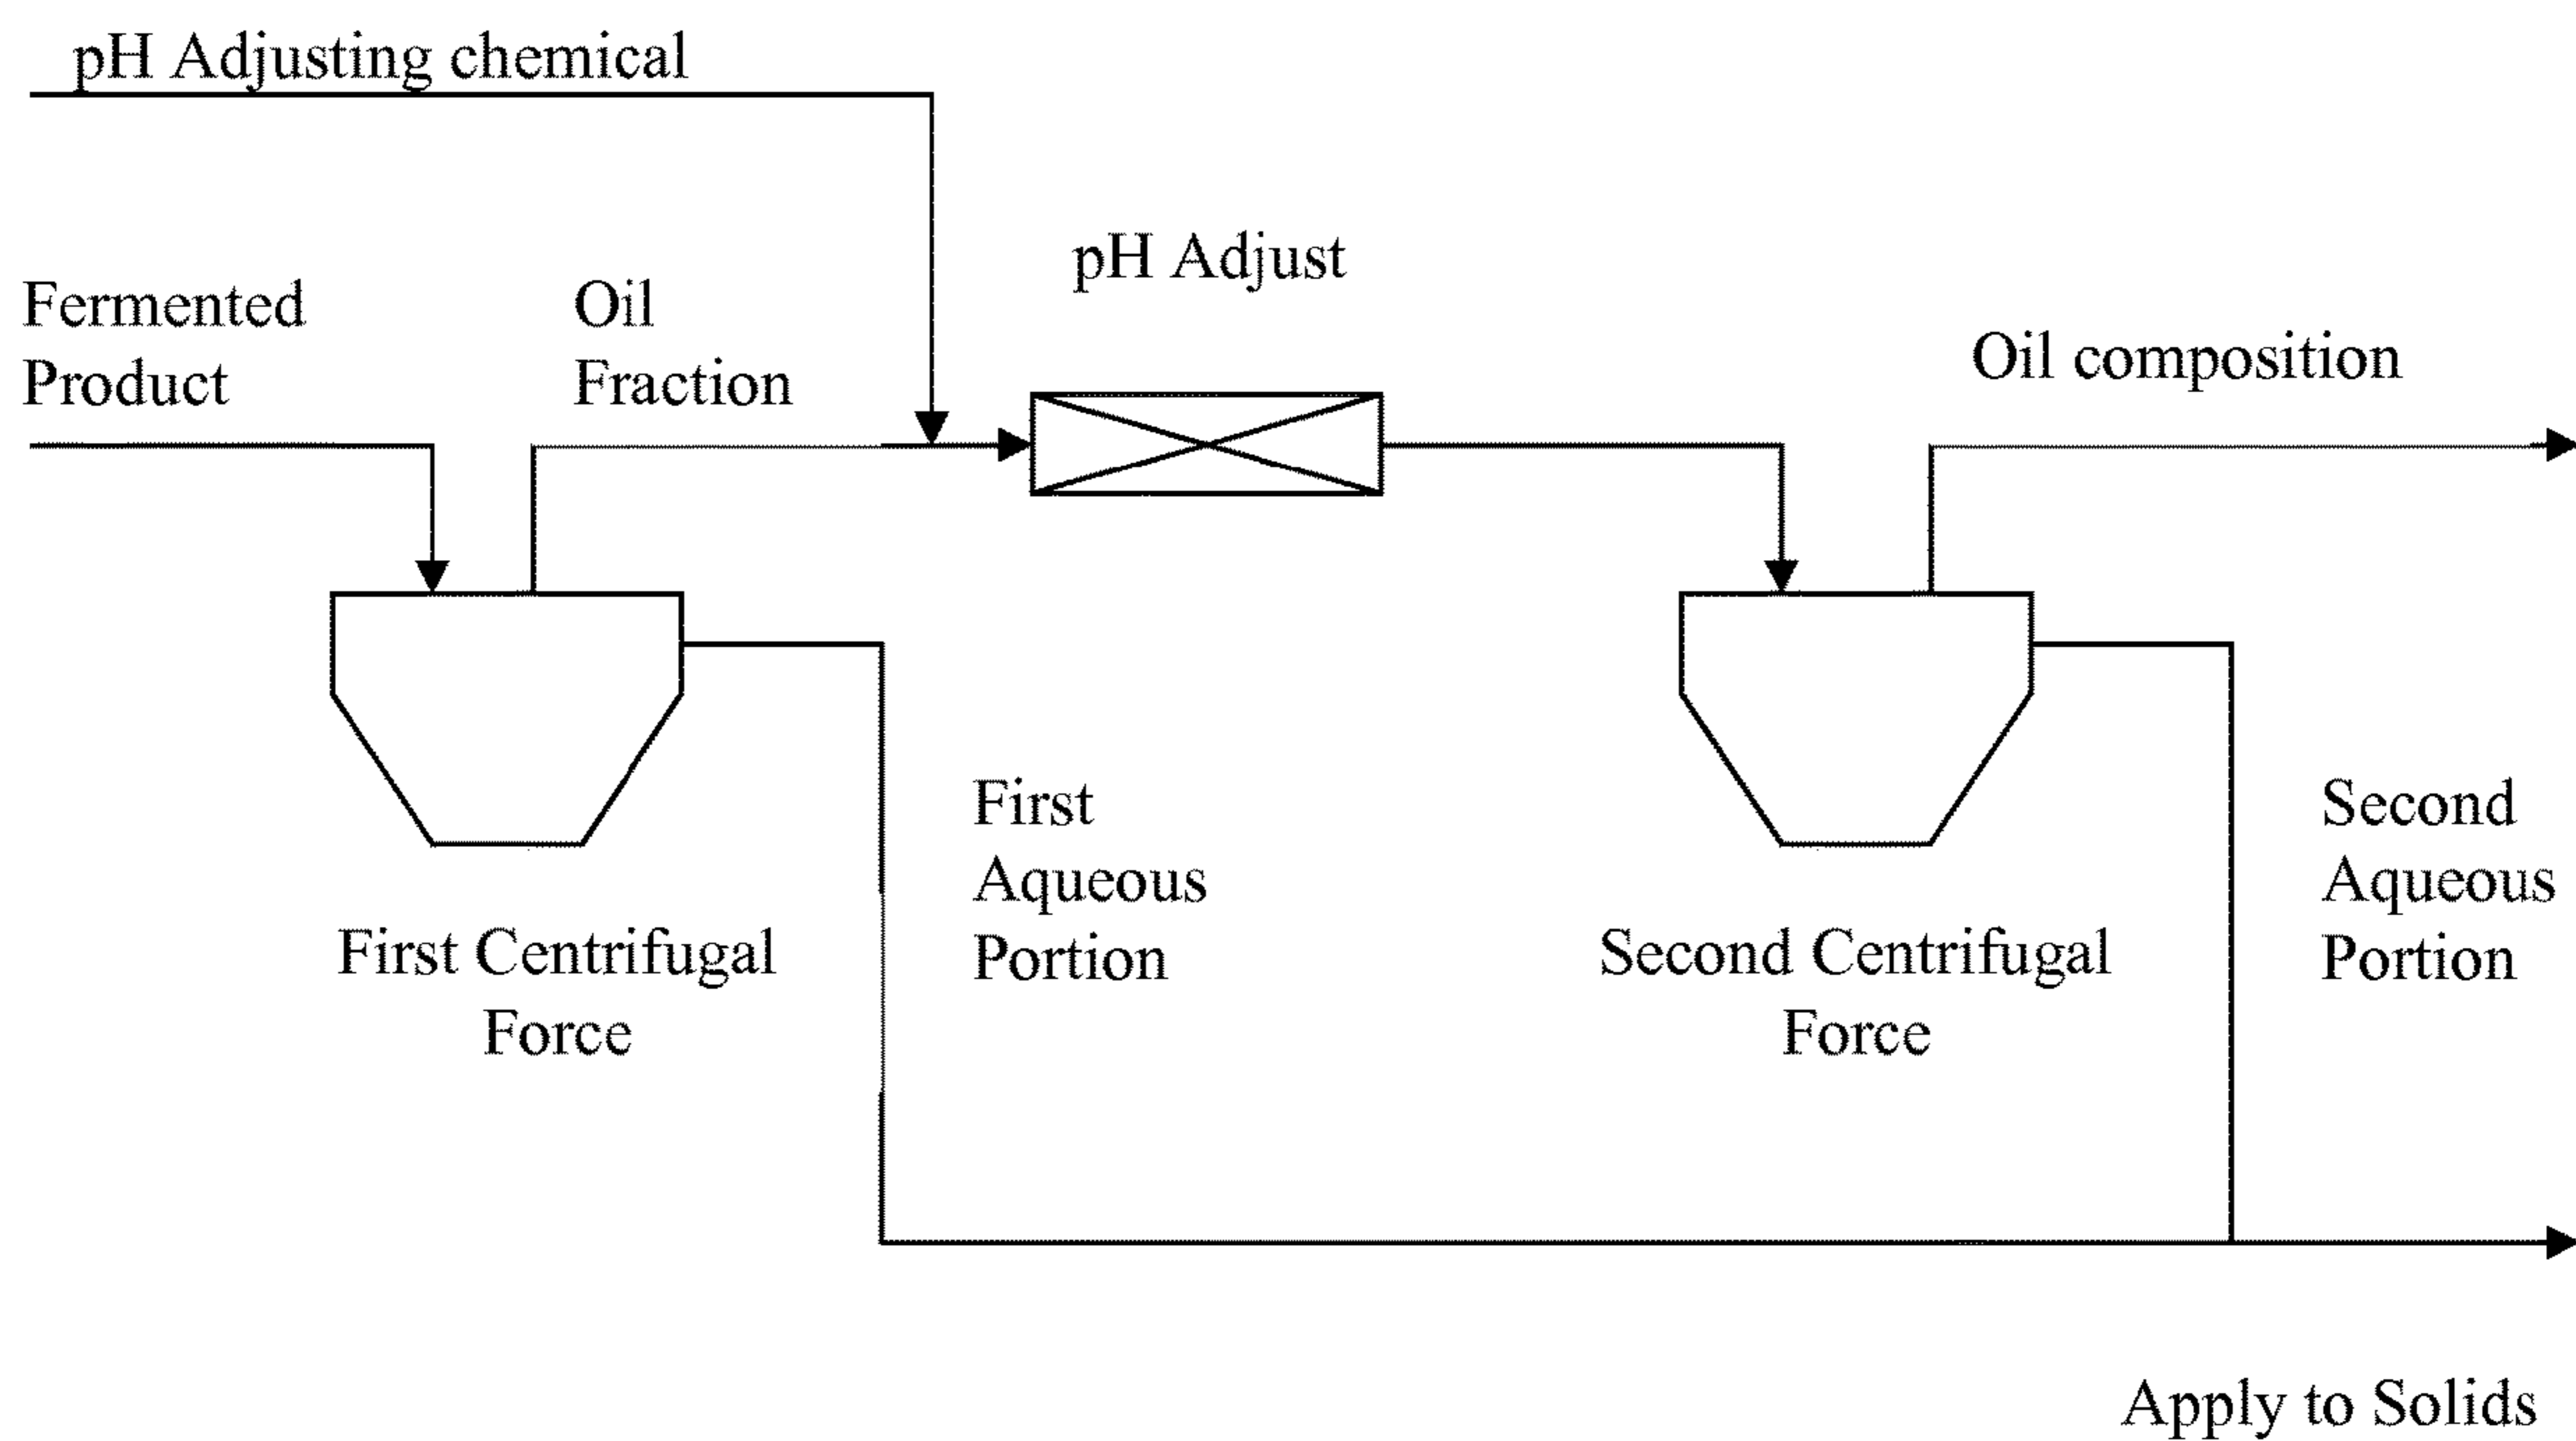 pH Adjusting chemical
pH Adjust
Fermented
Product
Oil
Fraction
Oil composition
First
Aqueous
Portion
Second
Aqueous
Portion
First Centrifugal
Force
Second Centrifugal
Force
Apply to Solids